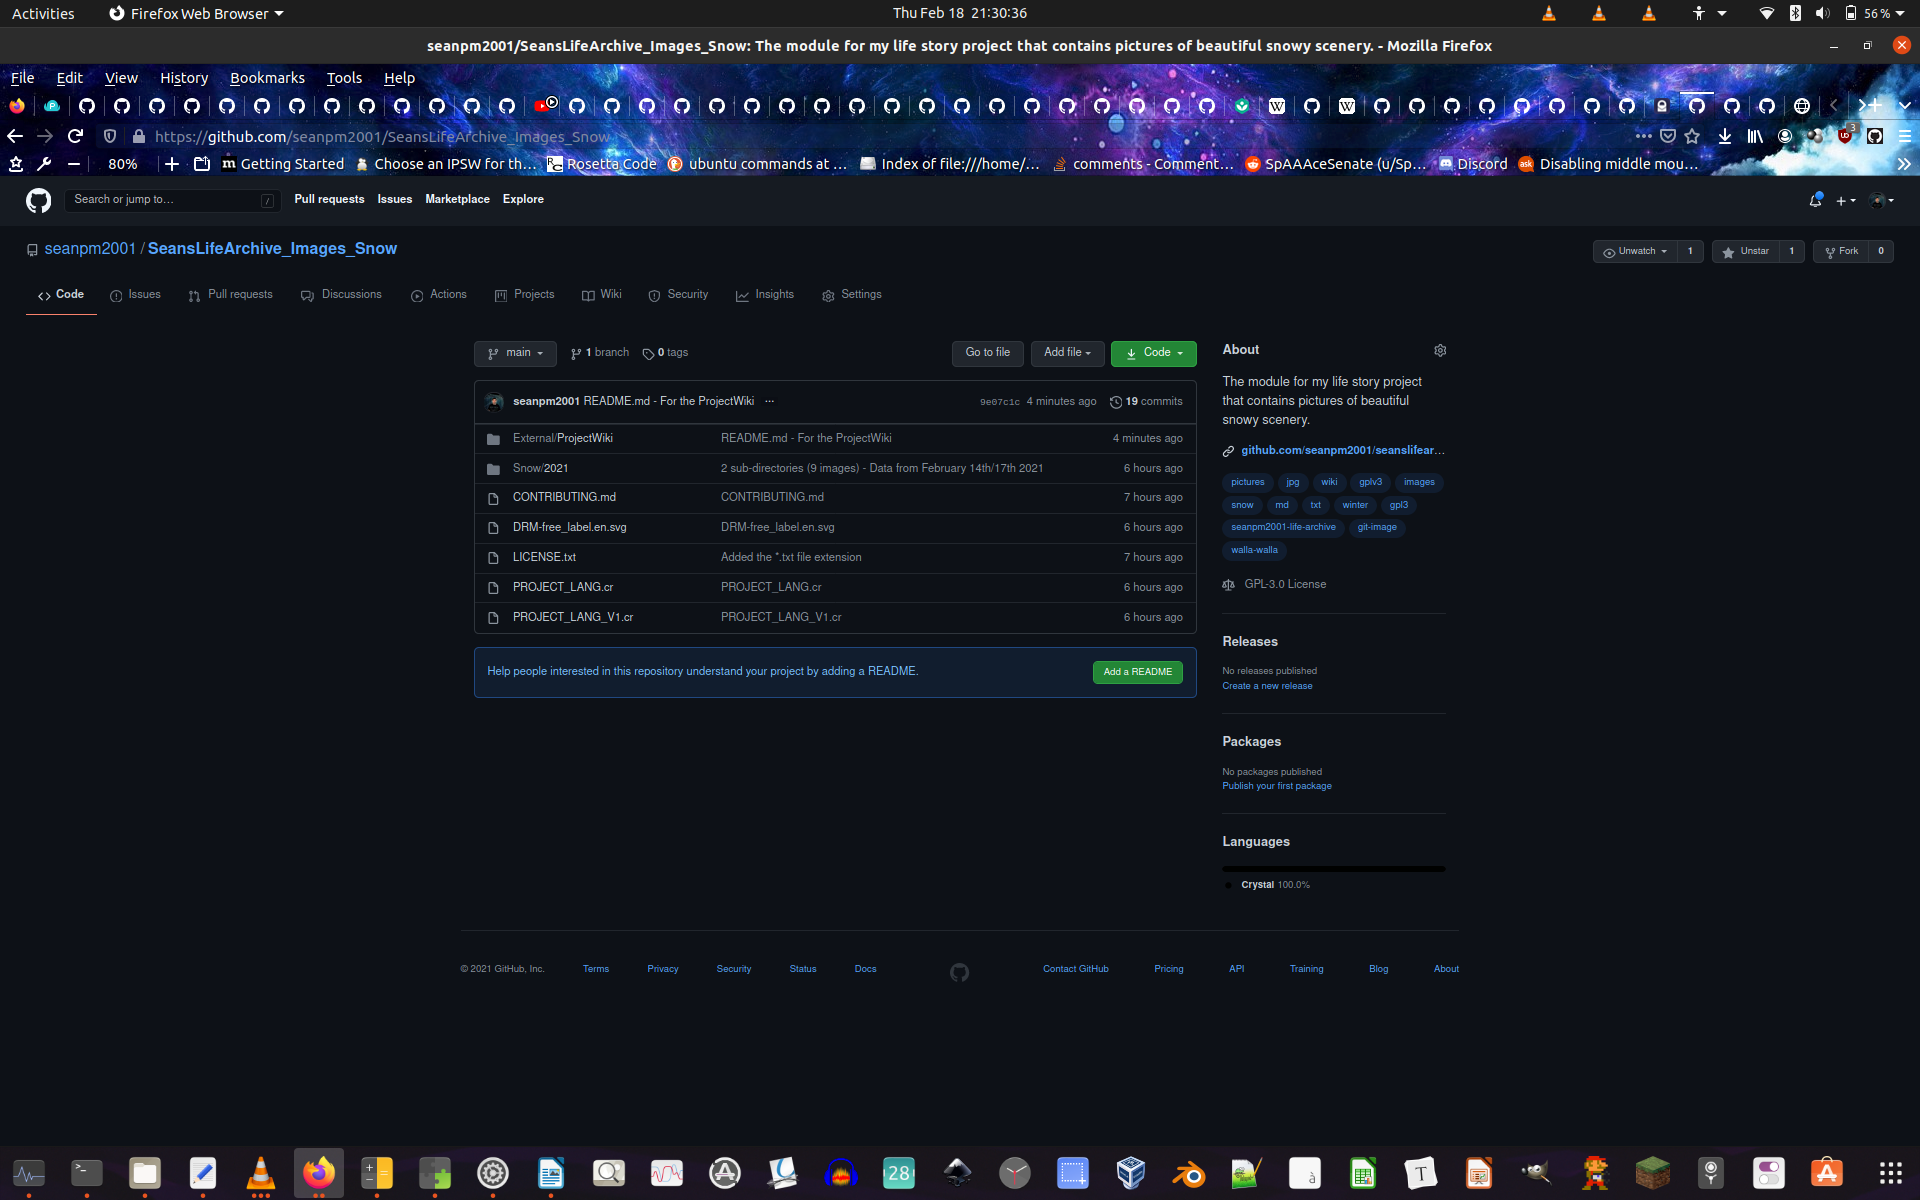 Activities Firefox Web Browser Thu Feb 18 21:30:36 56 %
seanpm2001/SeansLifeArchive_Images_Snow: The module for my life story project that contains pictures of beautiful snowy scenery. - Mozilla Firefox
File Edit View History Bookmarks Tools Help
https://github.com/seanpm2001/SeansLifeArchive_Images_Snow 3
80% Getting Started Choose an IPSW for th… Rosetta Code ubuntu commands at … Index of file:///home/… comments - Comment… SpAAAceSenate (u/Sp… Discord Disabling middle mou…
Search or jump to… / Pull requests Issues Marketplace Explore
seanpm2001 / SeansLifeArchive_Images_Snow Unwatch 1 Unstar 1 Fork 0
Code Issues Pull requests Discussions Actions Projects Wiki Security Insights Settings
main 1 branch 0 tags Go to file Add file Code
seanpm2001 README.md - For the ProjectWiki ... 9e07c1c 4 minutes ago 19 commits
External/ProjectWiki README.md - For the ProjectWiki 4 minutes ago
Snow/2021 2 sub-directories (9 images) - Data from February 14th/17th 2021 6 hours ago
CONTRIBUTING.md CONTRIBUTING.md 7 hours ago
DRM-free_label.en.svg DRM-free_label.en.svg 6 hours ago
LICENSE.txt Added the *.txt file extension 7 hours ago
PROJECT_LANG.cr PROJECT_LANG.cr 6 hours ago
PROJECT_LANG_V1.cr PROJECT_LANG_V1.cr 6 hours ago
Help people interested in this repository understand your project by adding a README. Add a README
About
The module for my life story project
that contains pictures of beautiful
snowy scenery.
github.com/seanpm2001/seanslifear…
pictures jpg wiki gplv3 images
snow md txt winter gpl3
seanpm2001-life-archive git-image
walla-walla
GPL-3.0 License
Releases
No releases published
Create a new release
Packages
No packages published
Publish your first package
Languages
Crystal 100.0%
© 2021 GitHub, Inc. Terms Privacy Security Status Docs Contact GitHub Pricing API Training Blog About
28